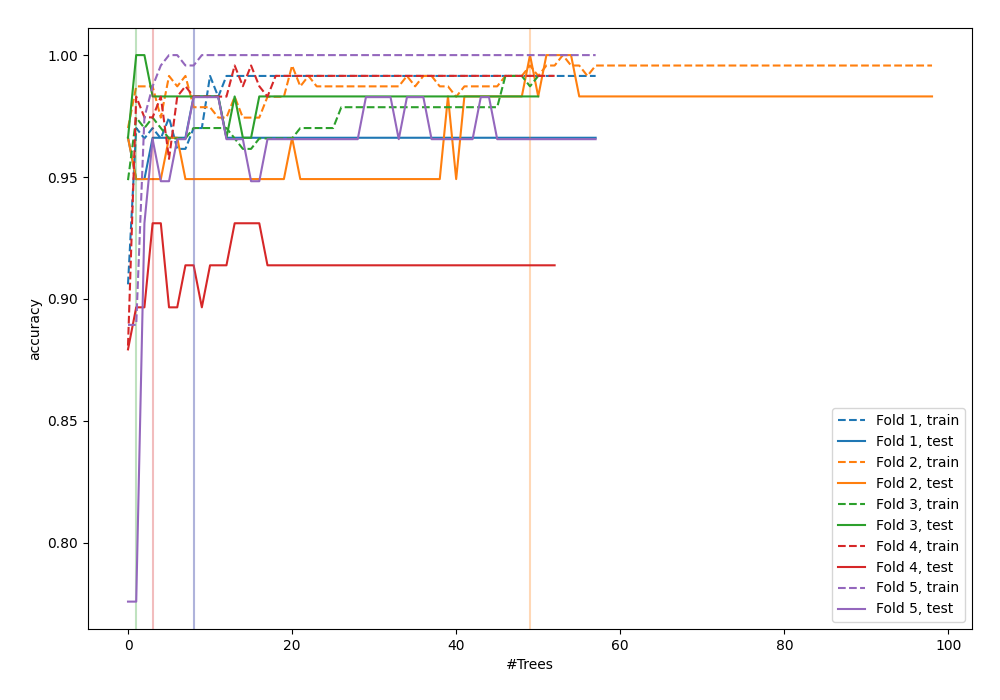 1.00
0.95
0.90
0.85
0.80
accuracy
0
20
40
60
80
100
#Trees
Fold 1, train
Fold 1, test
Fold 2, train
Fold 2, test
Fold 3, train
Fold 3, test
Fold 4, train
Fold 4, test
Fold 5, train
Fold 5, test